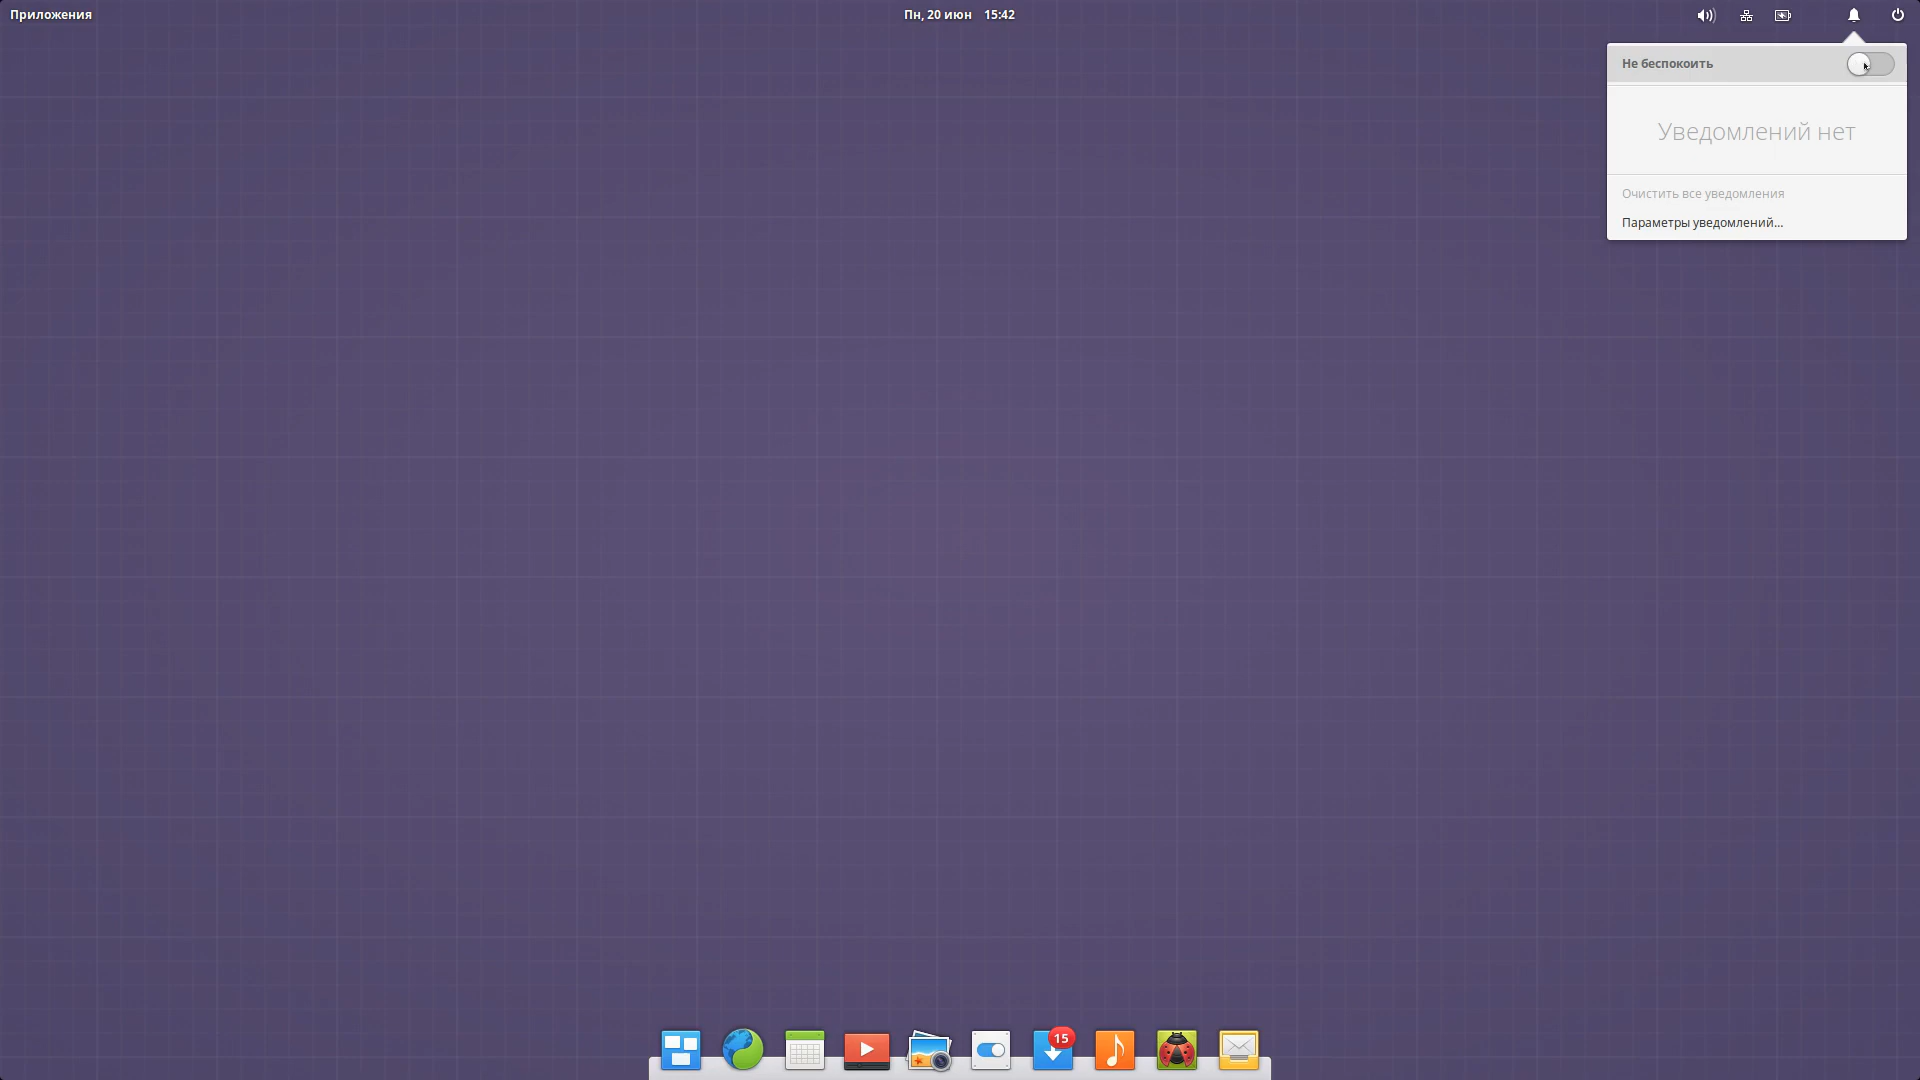 Приложения
Пн, 20 июн 15:42
Не беспокоить
Уведомлений нет
Очистить все уведомления
Параметры уведомлений...
15